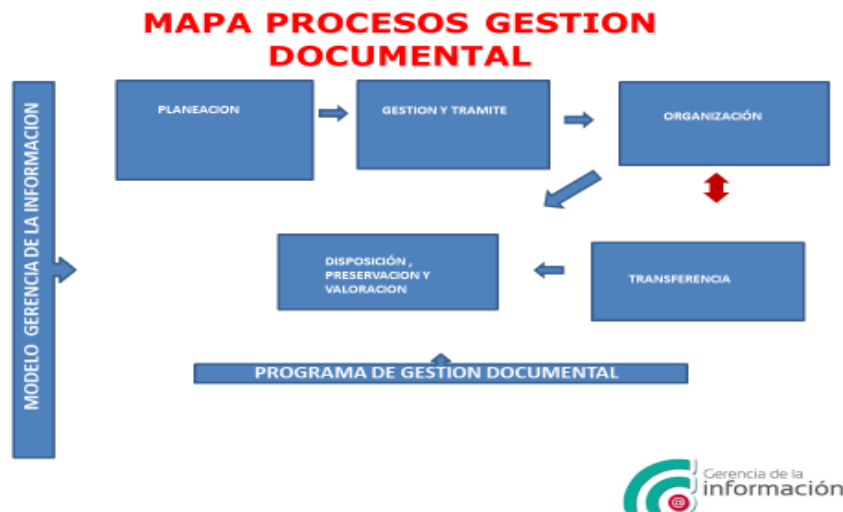 MAPA PROCESOS GESTION
DOCUMENTAL
MODELO GERENCIA DE LA INFORMACION
PLANEACION
GESTION Y TRAMITE
ORGANIZACIÓN
DISPOSICIÓN ,
PRESERVACION Y
VALORACION
TRANSFERENCIA
PROGRAMA DE GESTION DOCUMENTAL
Gerencia de la
información
@